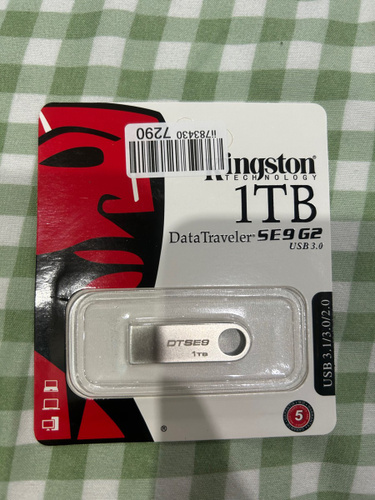 ii783430
7290
Kingston
TECHNOLOGY
1TB
DataTraveler® SE9 G2
USB 3.0
DTSE9
1TB
USB 3.1/3.0/2.0
5
®